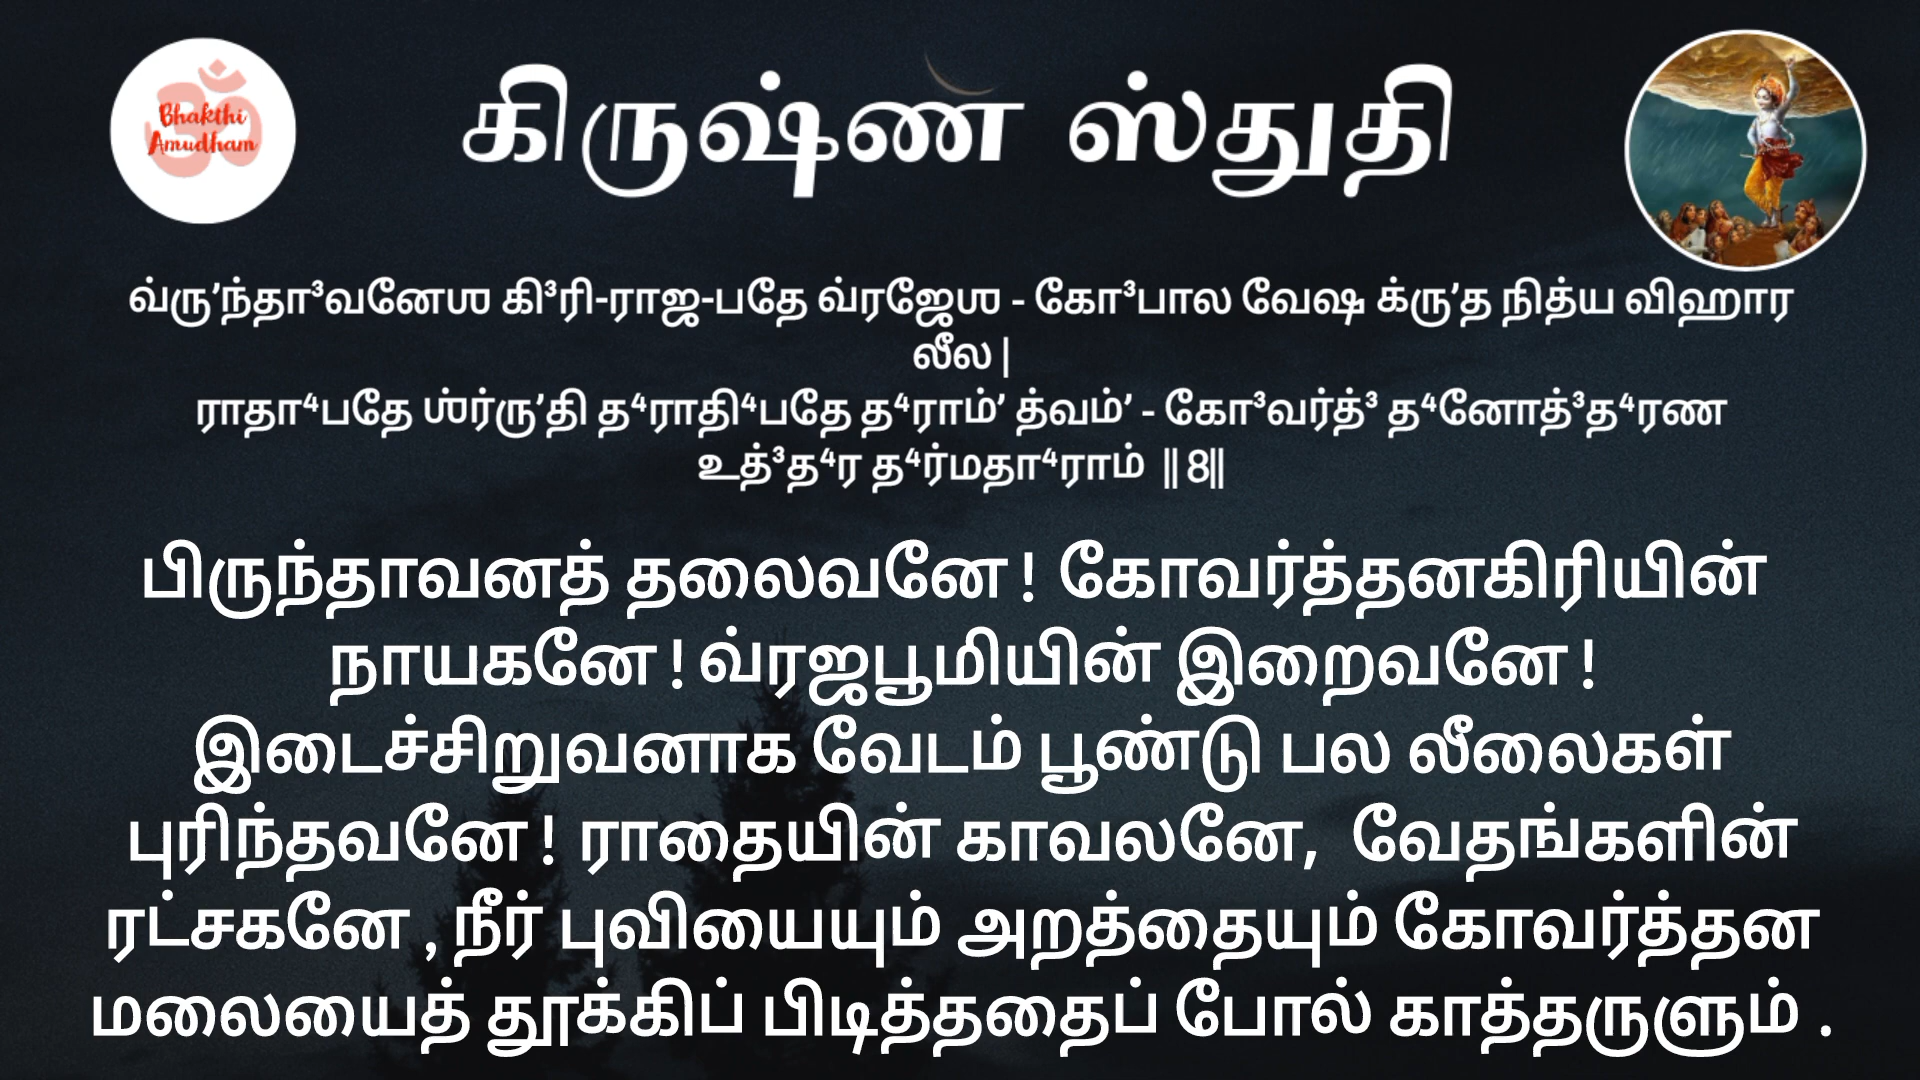 Bhakthi
Amudham
கிருஷ்ண ஸ்துதி
வ்ரு’ந்தா³வனேஶ கி³ரி-ராஜ-பதே வ்ரஜேஶ - கோ³பால வேஷ க்ரு’த நித்ய விஹார
லீல |
ராதா⁴பதே ஶ்ர்ரு’தி த⁴ராதி⁴பதே த⁴ராம்’ த்வம்’ - கோ³வர்த்³ த⁴ணோத்³த⁴ரண
உத்³த⁴ர த⁴ர்மதா⁴ராம் || 8||
பிருந்தாவனத் தலைவனே ! கோவர்த்தனகிரியின்
நாயகனே ! வ்ரஜபூமியின் இறைவனே !
இடைச்சிறுவனாக வேடம் பூண்டு பல லீலைகள்
புரிந்தவனே ! ராதையின் காவலனே, வேதங்களின்
ரட்சகனே , நீர் புவியையும் அறத்தையும் கோவர்த்தன
மலையைத் தூக்கிப் பிடித்ததைப் போல் காத்தருளும் .